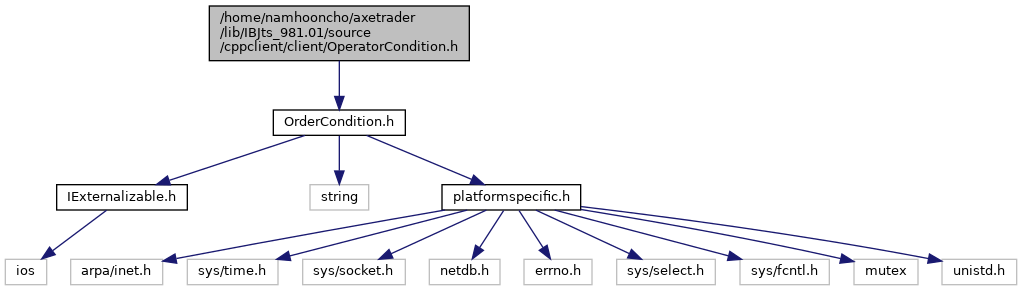 /home/namhooncho/axetrader
/lib/IBJts_981.01/source
/cppclient/client/OperatorCondition.h
OrderCondition.h
IExternalizable.h
string
platformspecific.h
ios
arpa/inet.h
sys/time.h
sys/socket.h
netdb.h
errno.h
sys/select.h
sys/fcntl.h
mutex
unistd.h